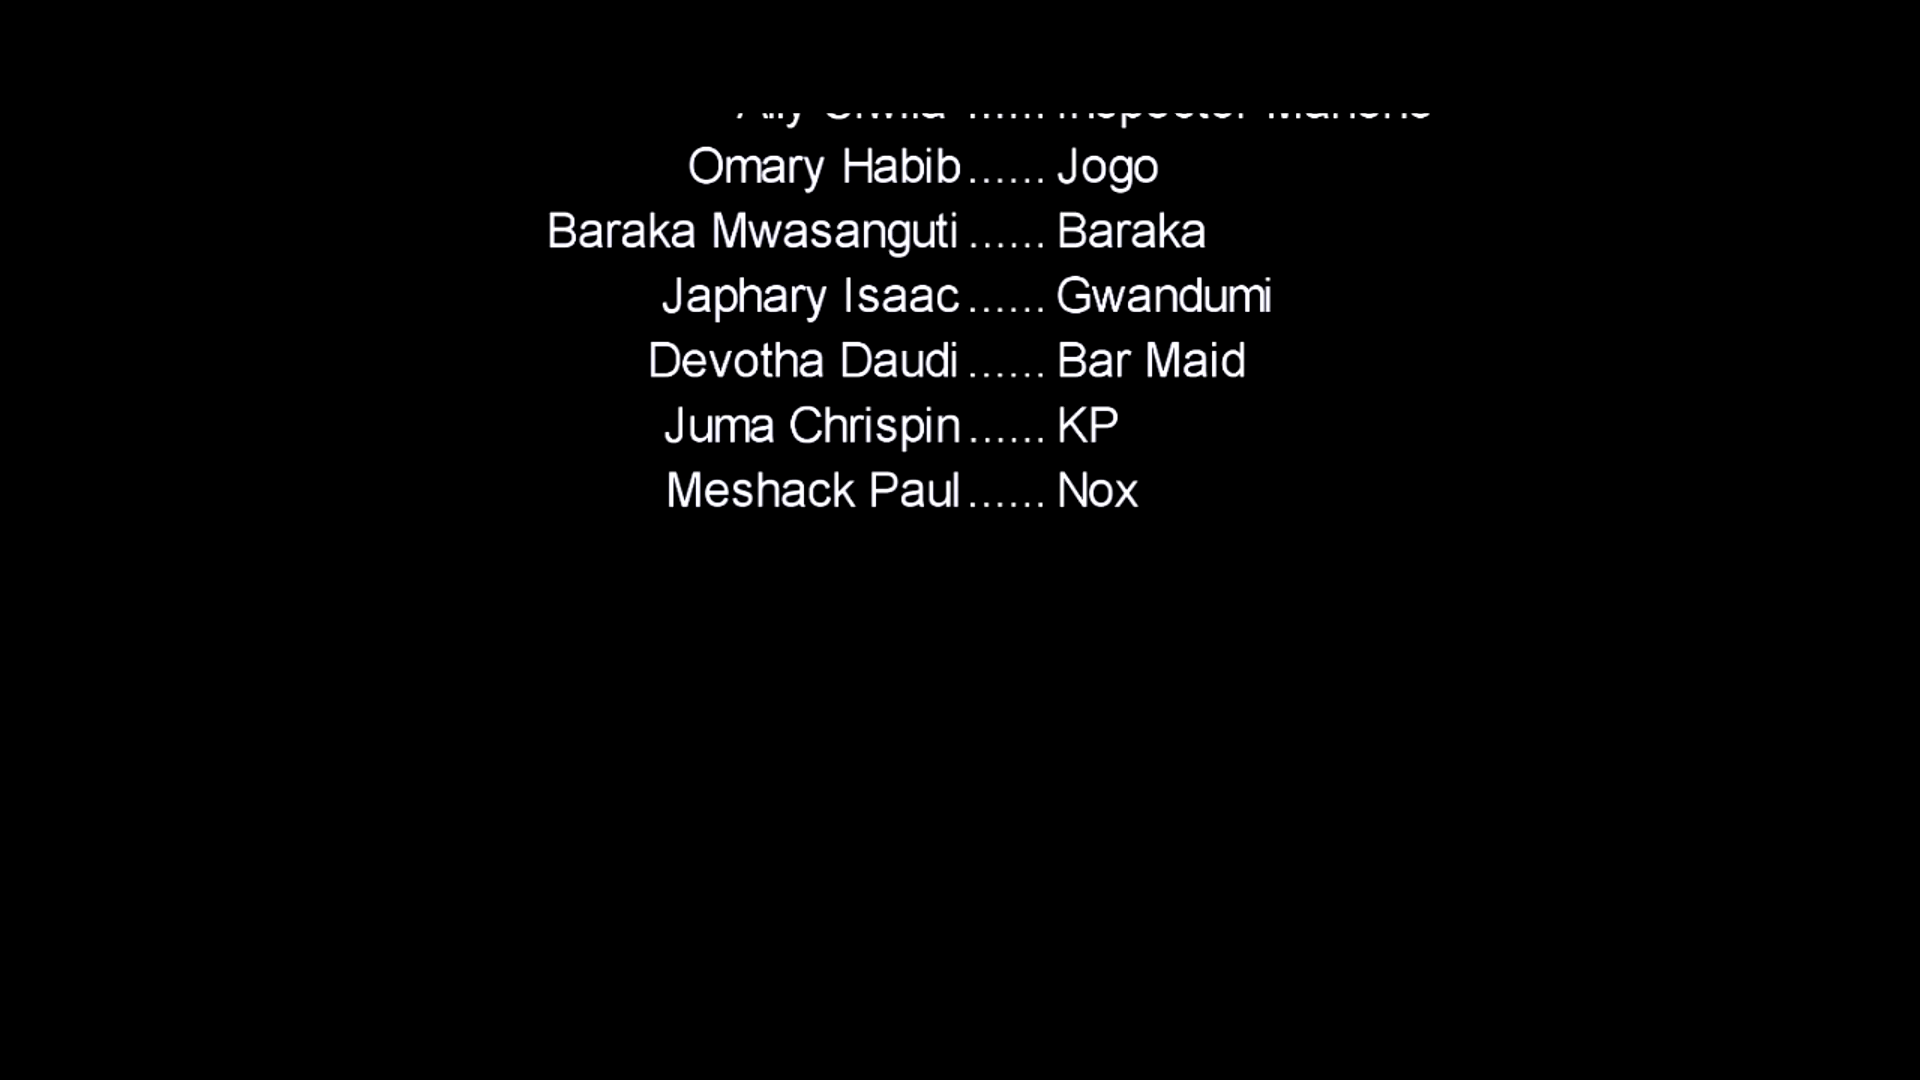 Inspector
Omary Habib ...... Jogo
Baraka Mwasanguti ...... Baraka
Japhary Isaac ...... Gwandumi
Devotha Daudi ...... Bar Maid
Juma Chrispin ...... KP
Meshack Paul ...... Nox